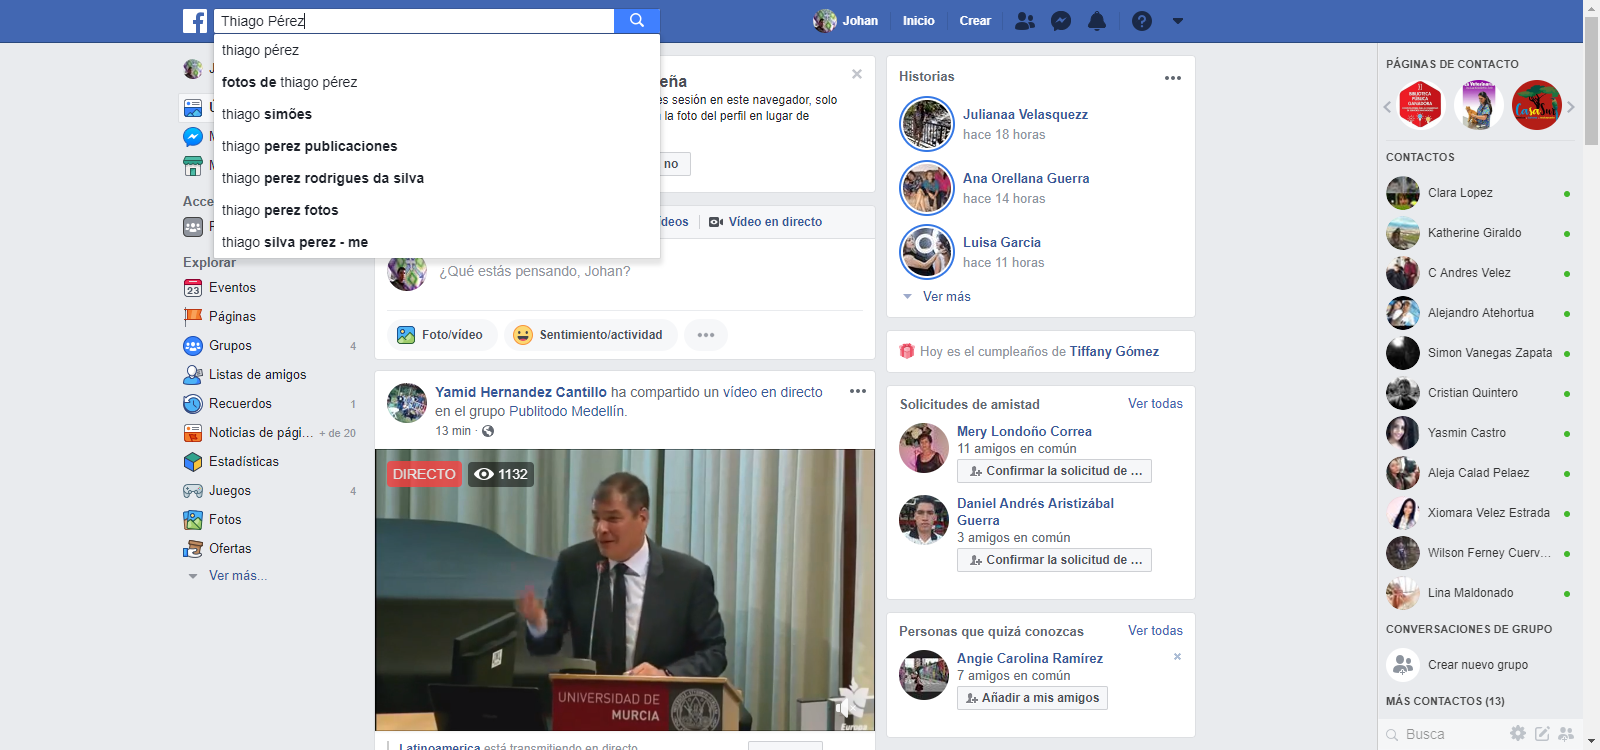 Thiago Pérez
Johan
Inicio
Crear
thiago pérez
fotos de thiago pérez
thiago simões
thiago perez publicaciones
thiago perez rodrigues da silva
thiago perez fotos
thiago silva perez - me
Explorar
Eventos
Páginas
Grupos 4
Listas de amigos
Recuerdos 1
Noticias de pági... + de 20
Estadísticas
Juegos 4
Fotos
Ofertas
Ver más...
eña
es sesión en este navegador, solo
la foto del perfil en lugar de
no
Vídeo en directo
¿Qué estás pensando, Johan?
Foto/vídeo
Sentimiento/actividad
Yamid Hernandez Cantillo ha compartido un vídeo en directo
en el grupo Publitodo Medellín.
13 min ·
DIRECTO
1132
UNIVERSIDAD DE
MURCIA
Europa
Latinoamerica está transmitiendo en directo
Historias
Julianaa Velasquezz
hace 18 horas
Ana Orellana Guerra
hace 14 horas
Luisa Garcia
hace 11 horas
Ver más
Hoy es el cumpleaños de Tiffany Gómez
Solicitudes de amistad
Ver todas
Mery Londoño Correa
11 amigos en común
Confirmar la solicitud de ...
Daniel Andrés Aristizábal
Guerra
3 amigos en común
Confirmar la solicitud de ...
Personas que quizá conozcas
Ver todas
Angie Carolina Ramírez
7 amigos en común
Añadir a mis amigos
PÁGINAS DE CONTACTO
BIBLIOTECA
PÚBLICA
GANADORA
CONTACTOS
Clara Lopez
Katherine Giraldo
C Andres Velez
Alejandro Atehortua
Simon Vanegas Zapata
Cristian Quintero
Yasmin Castro
Aleja Calad Pelaez
Xiomara Velez Estrada
Wilson Ferney Cuerv...
Lina Maldonado
CONVERSACIONES DE GRUPO
Crear nuevo grupo
MÁS CONTACTOS (13)
Busca